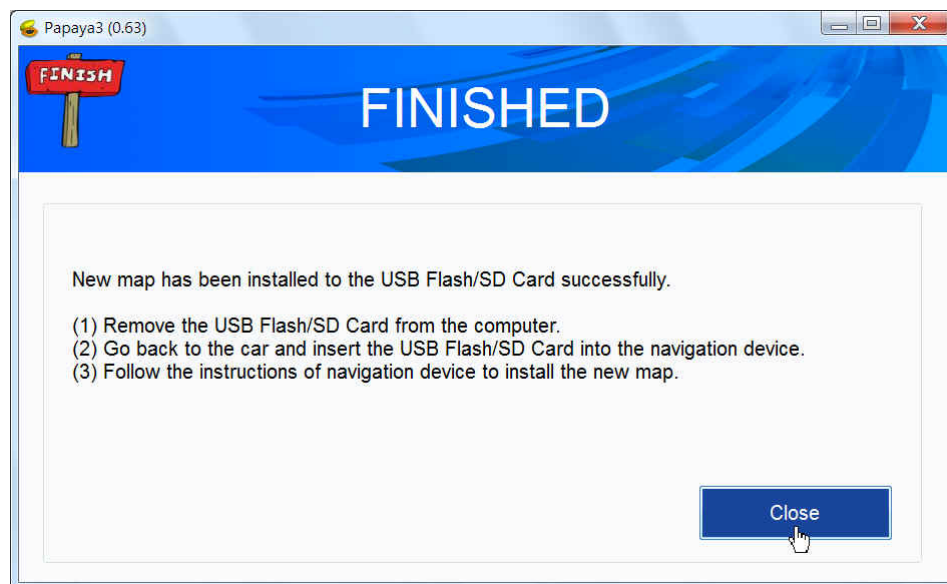 Papaya3 (0.63)
FINISH
FINISHED
New map has been installed to the USB Flash/SD Card successfully.
(1) Remove the USB Flash/SD Card from the computer.
(2) Go back to the car and insert the USB Flash/SD Card into the navigation device.
(3) Follow the instructions of navigation device to install the new map.
Close